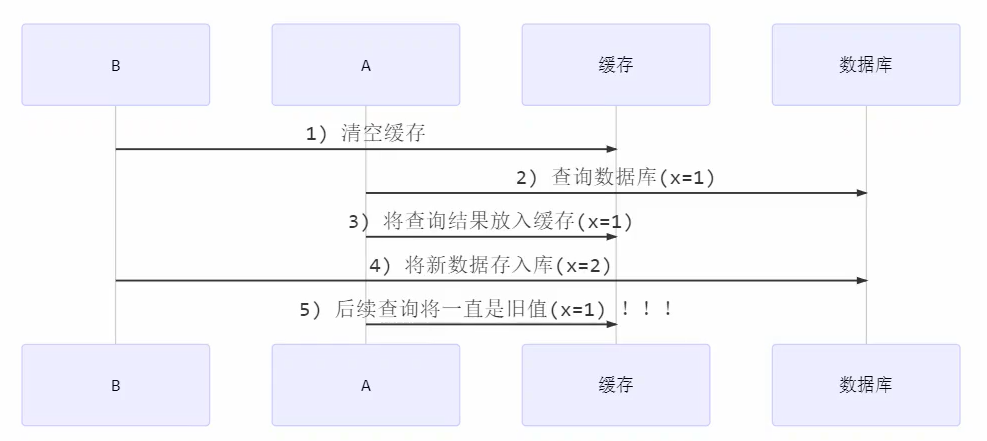 B A 缓存 数据库
1) 清空缓存
2) 查询数据库(x=1)
3) 将查询结果放入缓存(x=1)
4) 将新数据存入库(x=2)
5) 后续查询将一直是旧值(x=1) ！！！
B A 缓存 数据库